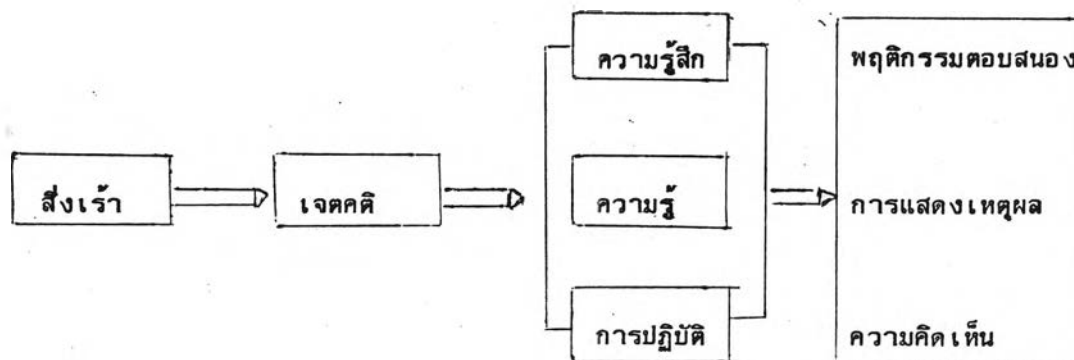 ความรู้สึก
พฤติกรรมตอบสนอง
สิ่งเร้า
เจตคติ
ความรู้
การแสดงเหตุผล
การปฏิบัติ
ความคิดเห็น